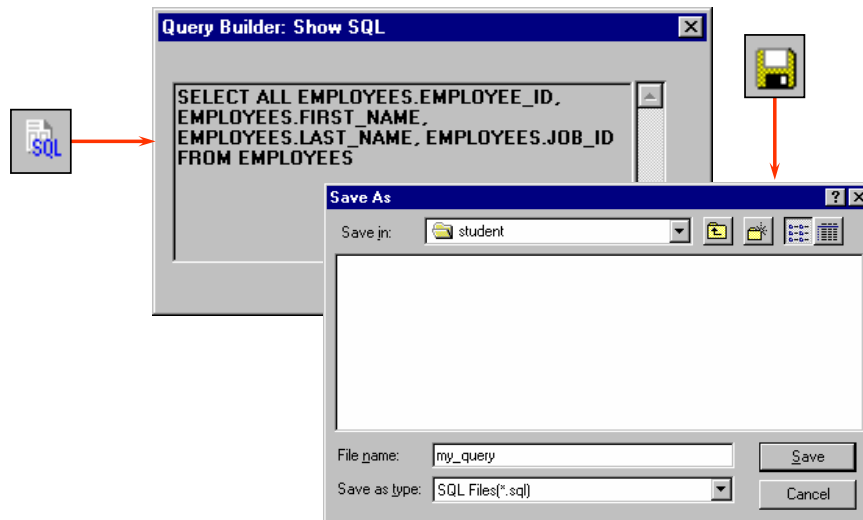 Query Builder: Show SQL
SELECT ALL EMPLOYEES.EMPLOYEE_ID,
EMPLOYEES.FIRST_NAME,
EMPLOYEES.LAST_NAME, EMPLOYEES.JOB_ID
FROM EMPLOYEES
SQL
Save As
Save in: student
File name: my_query Save
Save as type: SQL Files(*.sql) Cancel